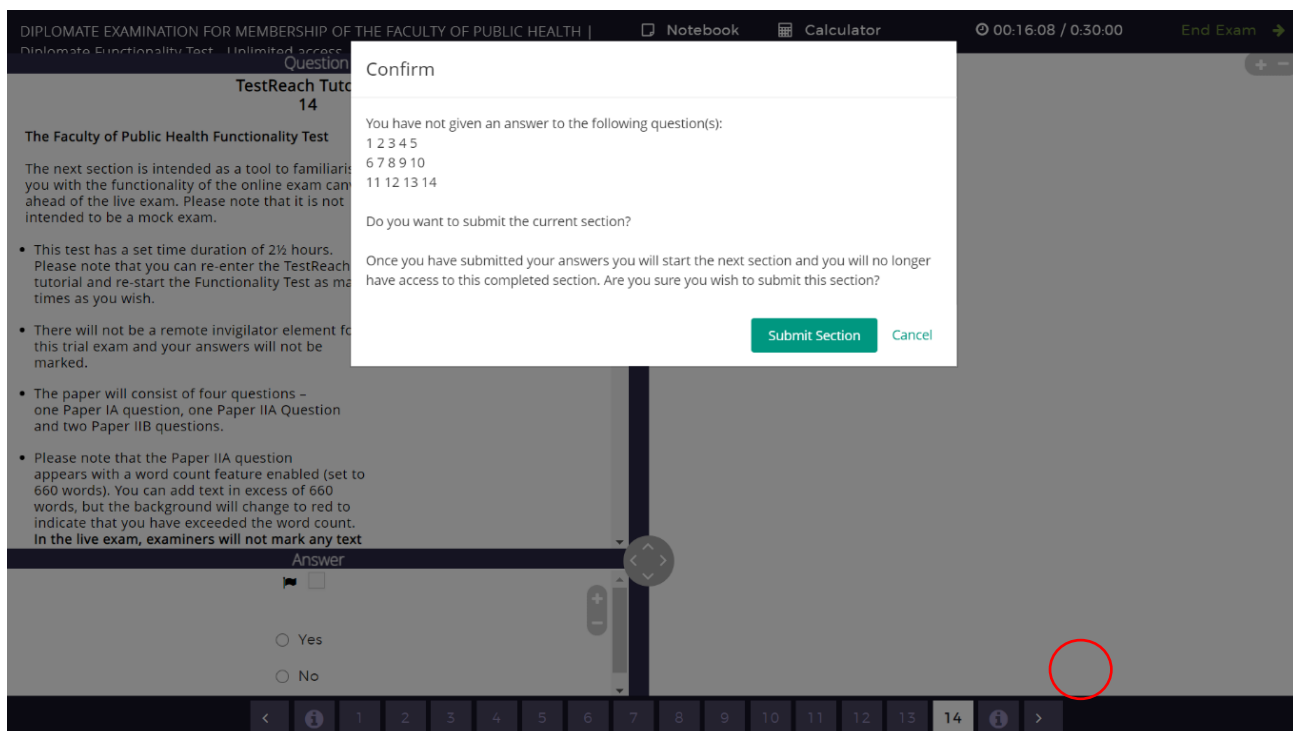 DIPLOMATE EXAMINATION FOR MEMBERSHIP OF THE FACULTY OF PUBLIC HEALTH |
Diplomate Functionality Test Unlimited access
Notebook
Calculator
00:16:08 / 0:30:00
End Exam
Question
TestReach Tuto
14
The Faculty of Public Health Functionality Test
The next section is intended as a tool to familiaris
you with the functionality of the online exam can
ahead of the live exam. Please note that it is not
intended to be a mock exam.
• This test has a set time duration of 2½ hours.
Please note that you can re-enter the TestReach
tutorial and re-start the Functionality Test as ma
times as you wish.
• There will not be a remote invigilator element fo
this trial exam and your answers will not be
marked.
• The paper will consist of four questions –
one Paper IA question, one Paper IIA Question
and two Paper IIB questions.
• Please note that the Paper IIA question
appears with a word count feature enabled (set to
660 words). You can add text in excess of 660
words, but the background will change to red to
indicate that you have exceeded the word count.
In the live exam, examiners will not mark any text
Confirm
You have not given an answer to the following question(s):
1 2 3 4 5
6 7 8 9 10
11 12 13 14
Do you want to submit the current section?
Once you have submitted your answers you will start the next section and you will no longer
have access to this completed section. Are you sure you wish to submit this section?
Submit Section
Cancel
Answer
Yes
No
1 2 3 4 5 6 7 8 9 10 11 12 13 14